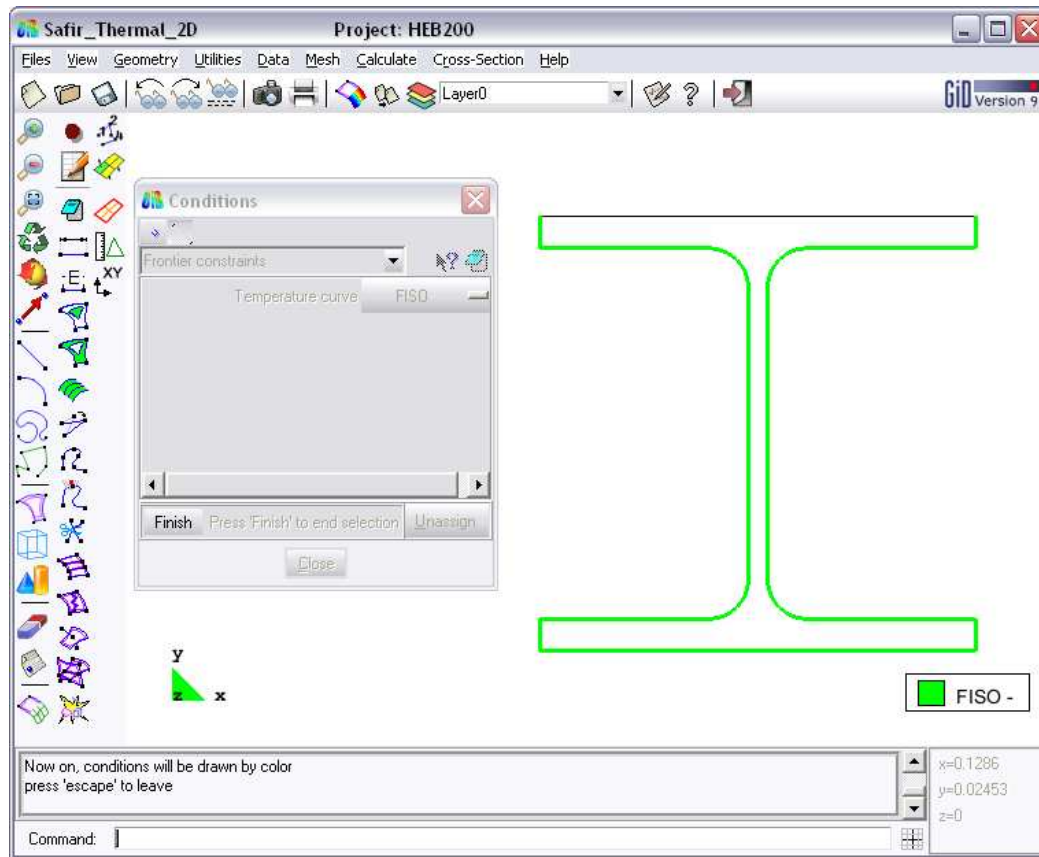 Safir_Thermal_2D Project: HEB200
Files View Geometry Utilities Data Mesh Calculate Cross-Section Help
Layer0
GiD Version 9
2
Conditions
Frontier constraints
Temperature curve FISO
E XY
Finish Press 'Finish' to end selection Unassign
Close
y
z x
FISO -
Now on, conditions will be drawn by color
press 'escape' to leave
x=0.1286
y=0.02453
z=0
Command: